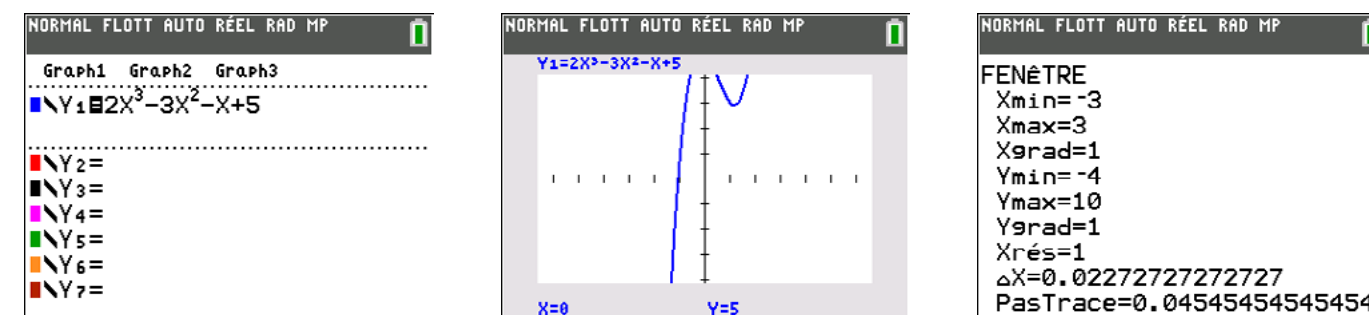 NORMAL FLOTT AUTO RÉEL RAD MP
Graph1 Graph2 Graph3
\Y₁=2X³-3X²-X+5
\Y₂=
\Y₃=
\Y₄=
\Y₅=
\Y₆=
\Y₇=
NORMAL FLOTT AUTO RÉEL RAD MP
Y₁=2X³-3X²-X+5
X=0 Y=5
NORMAL FLOTT AUTO RÉEL RAD MP
FENÊTRE
Xmin=-3
Xmax=3
Xgrad=1
Ymin=-4
Ymax=10
Ygrad=1
Xrés=1
△X=0.02272727272727
PasTrace=0.04545454545454